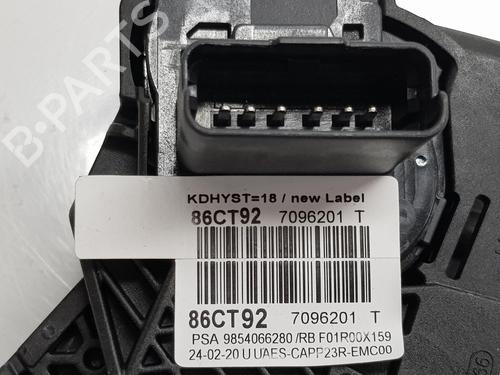 B-PARTS
KDHYST=18 / new Label
86CT92 7096201 T
86CT92 7096201 T
PSA 9854066280 /RB F01R00X159
24-02-20 U UAES-CAPP23R-EMC00